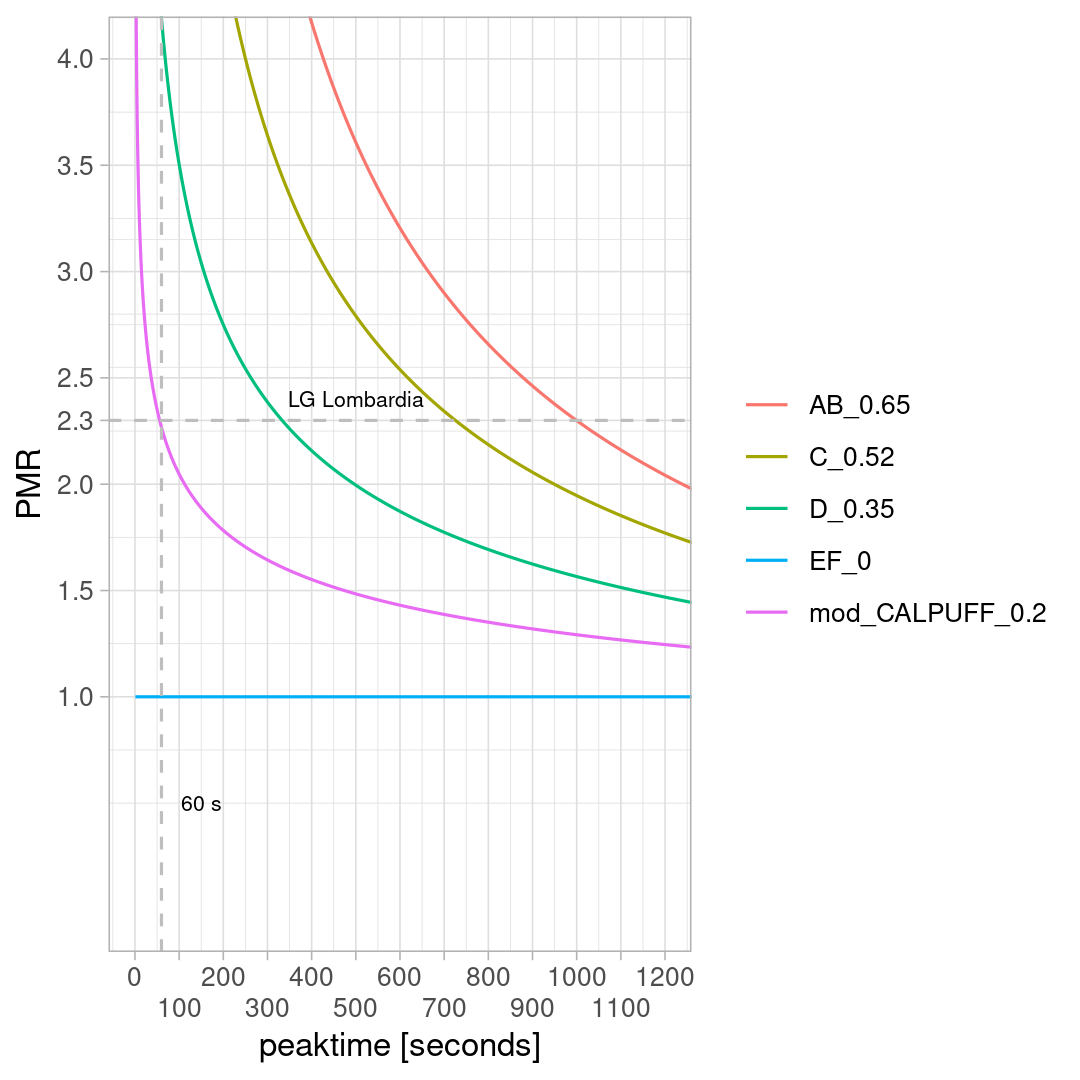 4.0
3.5
3.0
2.5
2.3
2.0
1.5
1.0
PMR
LG Lombardia
60 s
0 200 400 600 800 1000 1200
100 300 500 700 900 1100
peaktime [seconds]
AB_0.65
C_0.52
D_0.35
EF_0
mod_CALPUFF_0.2